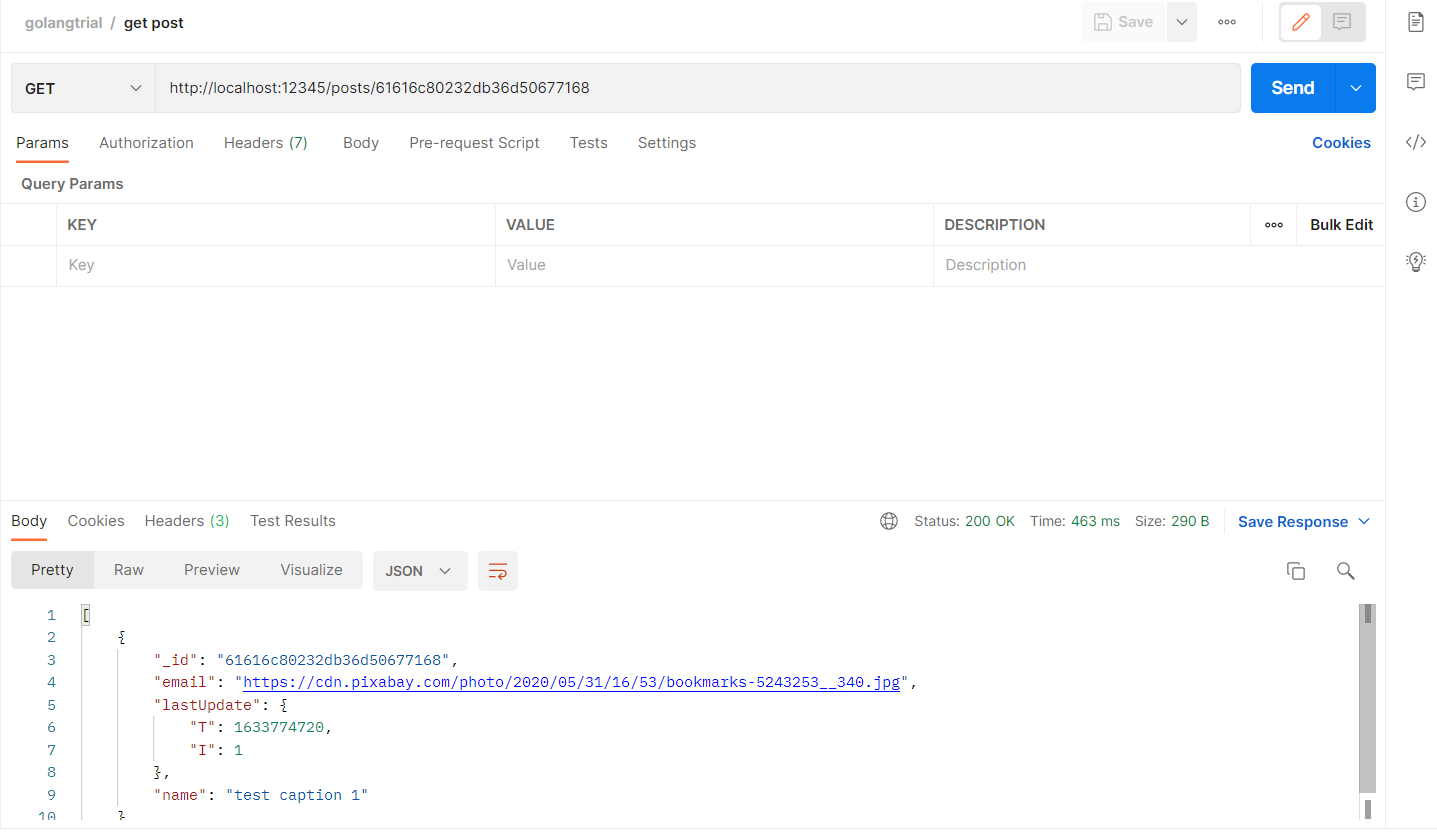 golangtrial / get post
Save
GET http://localhost:12345/posts/61616c80232db36d50677168 Send
Params Authorization Headers (7) Body Pre-request Script Tests Settings Cookies
Query Params
KEY VALUE DESCRIPTION Bulk Edit
Key Value Description
Body Cookies Headers (3) Test Results Status: 200 OK Time: 463 ms Size: 290 B Save Response
Pretty Raw Preview Visualize JSON
1 [
2 {
3 "_id": "61616c80232db36d50677168",
4 "email": "https://cdn.pixabay.com/photo/2020/05/31/16/53/bookmarks-5243253__340.jpg",
5 "lastUpdate": {
6 "T": 1633774720,
7 "I": 1
8 },
9 "name": "test caption 1"
10 }